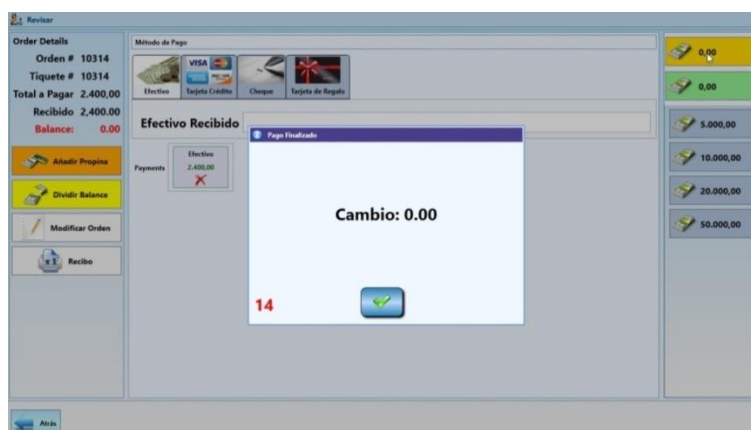 Revisar
Order Details
Orden # 10314
Tiquete # 10314
Total a Pagar 2.400,00
Recibido 2,400.00
Balance: 0.00
Añadir Propina
Dividir Balance
Modificar Orden
x1 Recibo
Atrás
Método de Pago
VISA
Efectivo Tarjeta Crédito Cheque Tarjeta de Regalo
Efectivo Recibido
Payments
Efectivo
2.400,00
Pago Finalizado
Cambio: 0.00
14
0,00
0,00
5.000,00
10.000,00
20.000,00
50.000,00